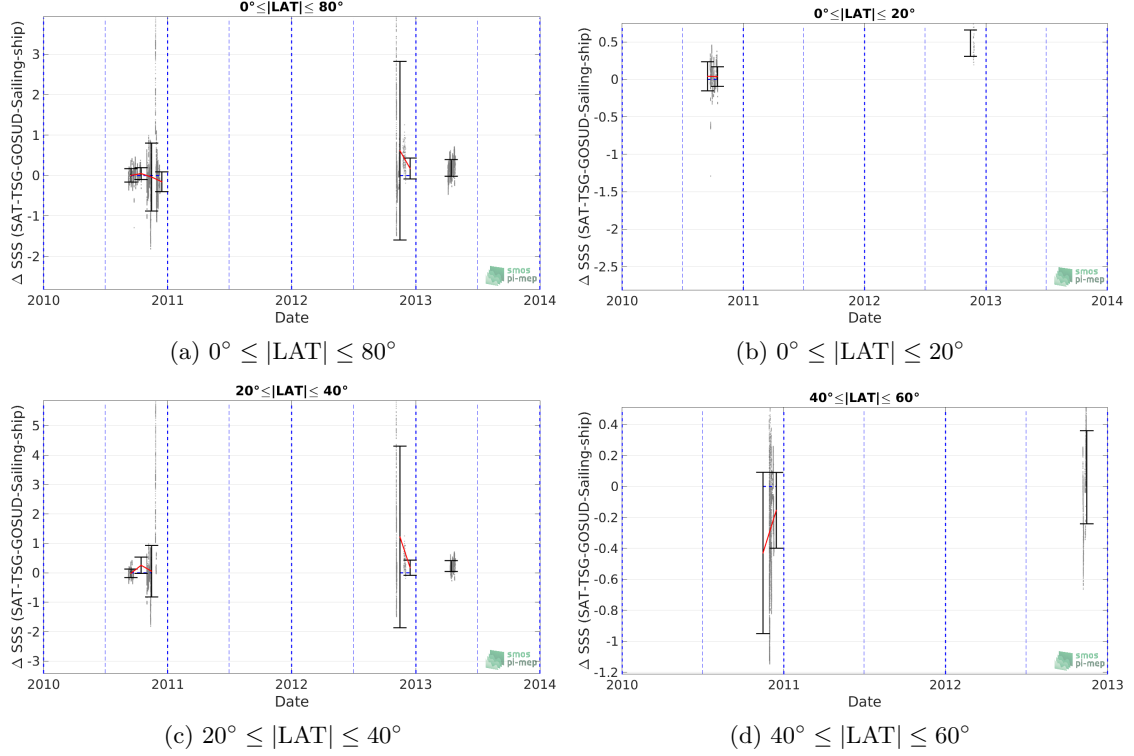 0°≤|LAT|≤ 80°
Δ SSS (SAT-TSG-GOSUD-Sailing-ship)
3
2
1
0
-1
-2
2010 2011 2012 2013 2014
Date
smos
pi-mep
(a) 0° ≤ |LAT| ≤ 80°
0°≤|LAT|≤ 20°
Δ SSS (SAT-TSG-GOSUD-Sailing-ship)
0.5
0
-0.5
-1
-1.5
-2
-2.5
2010 2011 2012 2013 2014
Date
smos
pi-mep
(b) 0° ≤ |LAT| ≤ 20°
20°≤|LAT|≤ 40°
Δ SSS (SAT-TSG-GOSUD-Sailing-ship)
5
4
3
2
1
0
-1
-2
-3
2010 2011 2012 2013 2014
Date
smos
pi-mep
(c) 20° ≤ |LAT| ≤ 40°
40°≤|LAT|≤ 60°
Δ SSS (SAT-TSG-GOSUD-Sailing-ship)
0.4
0.2
0
-0.2
-0.4
-0.6
-0.8
-1
-1.2
2010 2011 2012 2013
Date
smos
pi-mep
(d) 40° ≤ |LAT| ≤ 60°